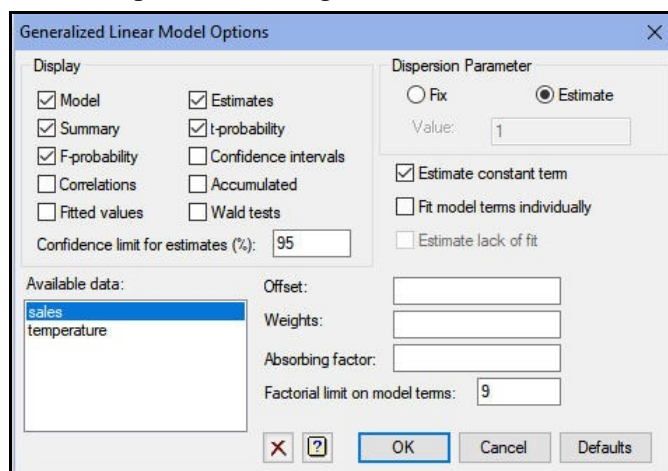 Generalized Linear Model Options
Display
Model
Estimates
Summary
t-probability
F-probability
Confidence intervals
Correlations
Accumulated
Fitted values
Wald tests
Confidence limit for estimates (%): 95
Dispersion Parameter
Fix
Estimate
Value: 1
Estimate constant term
Fit model terms individually
Estimate lack of fit
Available data:
sales
temperature
Offset:
Weights:
Absorbing factor:
Factorial limit on model terms: 9
OK
Cancel
Defaults